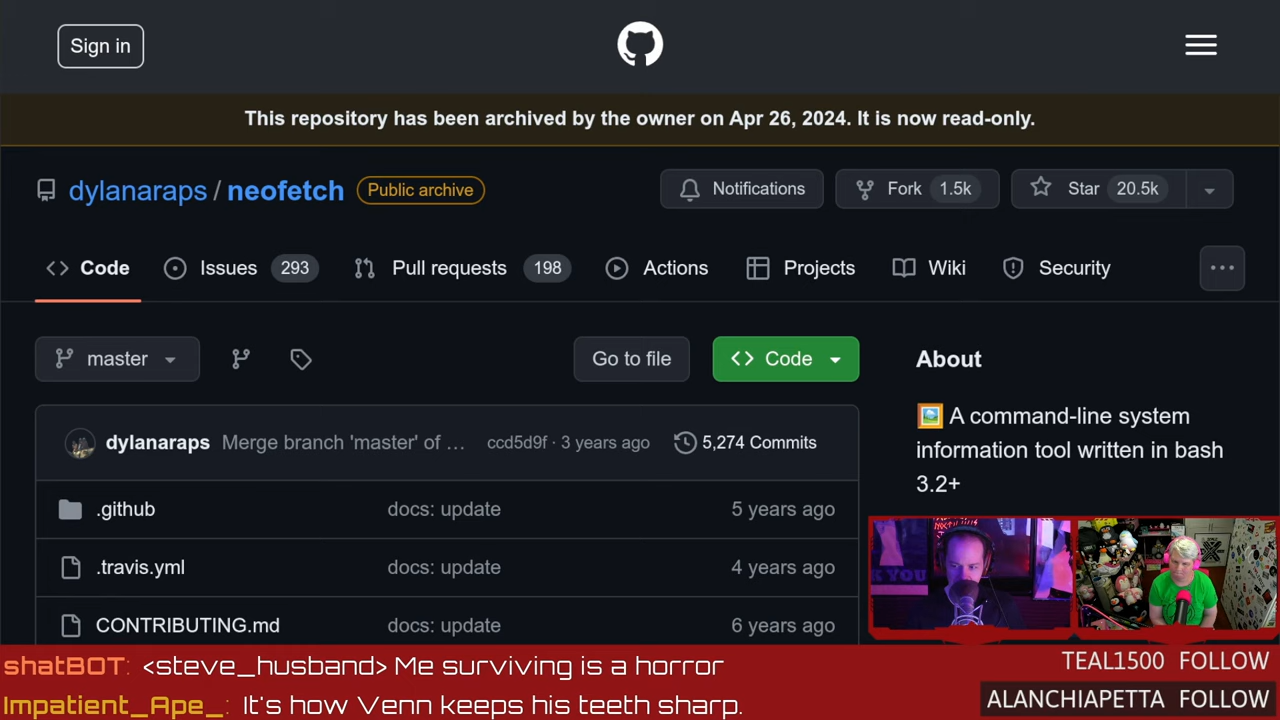 Sign in
This repository has been archived by the owner on Apr 26, 2024. It is now read-only.
dylanaraps / neofetch Public archive
Notifications Fork 1.5k Star 20.5k
Code Issues 293 Pull requests 198 Actions Projects Wiki Security
master Go to file Code About
🖼️ A command-line system
information tool written in bash
3.2+
dylanaraps Merge branch 'master' of … ccd5d9f · 3 years ago 5,274 Commits
.github docs: update 5 years ago
.travis.yml docs: update 4 years ago
CONTRIBUTING.md docs: update 6 years ago
shatBOT: <steve_husband> Me surviving is a horror
Impatient_Ape_: It's how Venn keeps his teeth sharp.
TEAL1500 FOLLOW
ALANCHIAPETTA FOLLOW